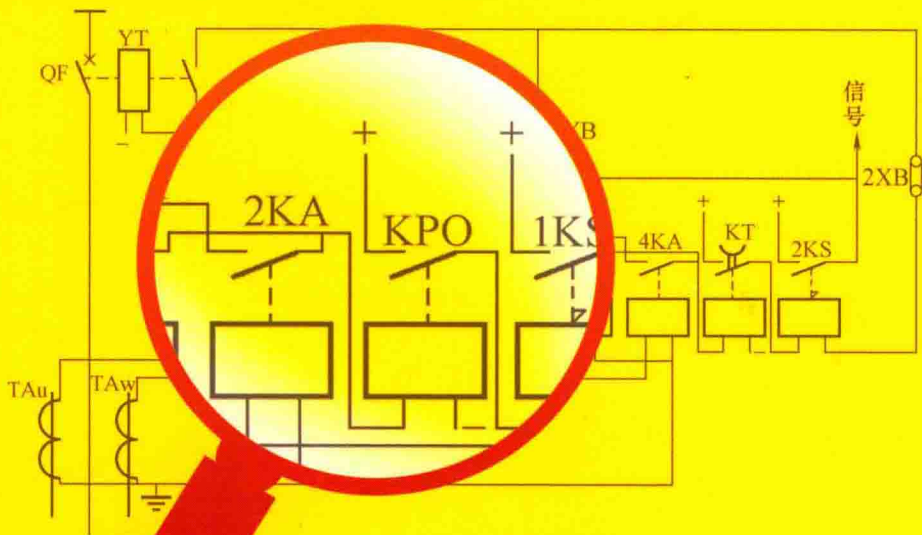 YT
QF
信号
YB
2XB
+
+
2KA
KPO
1KS
4KA
+
KT
+
2KS
TAu
TAw